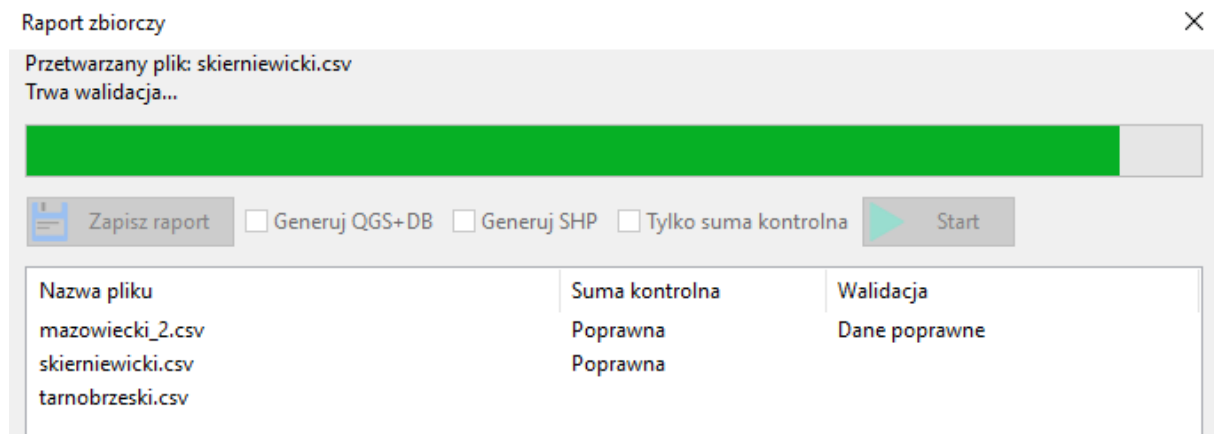 Raport zbiorczy
Przetwarzany plik: skierniewicki.csv
Trwa walidacja...
Zapisz raport Generuj QGS+DB Generuj SHP Tylko suma kontrolna Start
Nazwa pliku Suma kontrolna Walidacja
mazowiecki_2.csv Poprawna Dane poprawne
skierniewicki.csv Poprawna
tarnobrzeski.csv